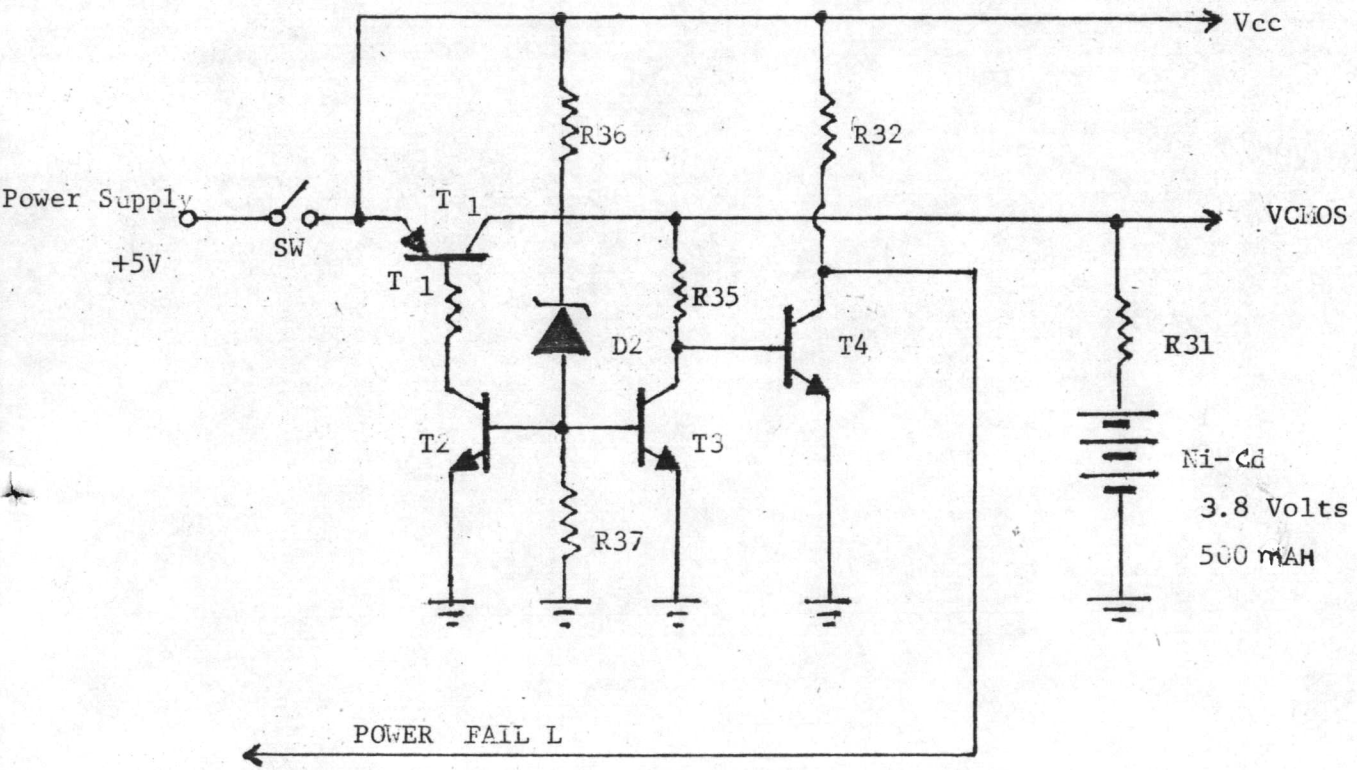 Vcc
R36
R32
Power Supply
T 1
VCMOS
SW
+5V
T 1
R35
D2
T4
R31
T2
T3
Ni-Cd
3.8 Volts
R37
500 mAH
POWER FAIL L